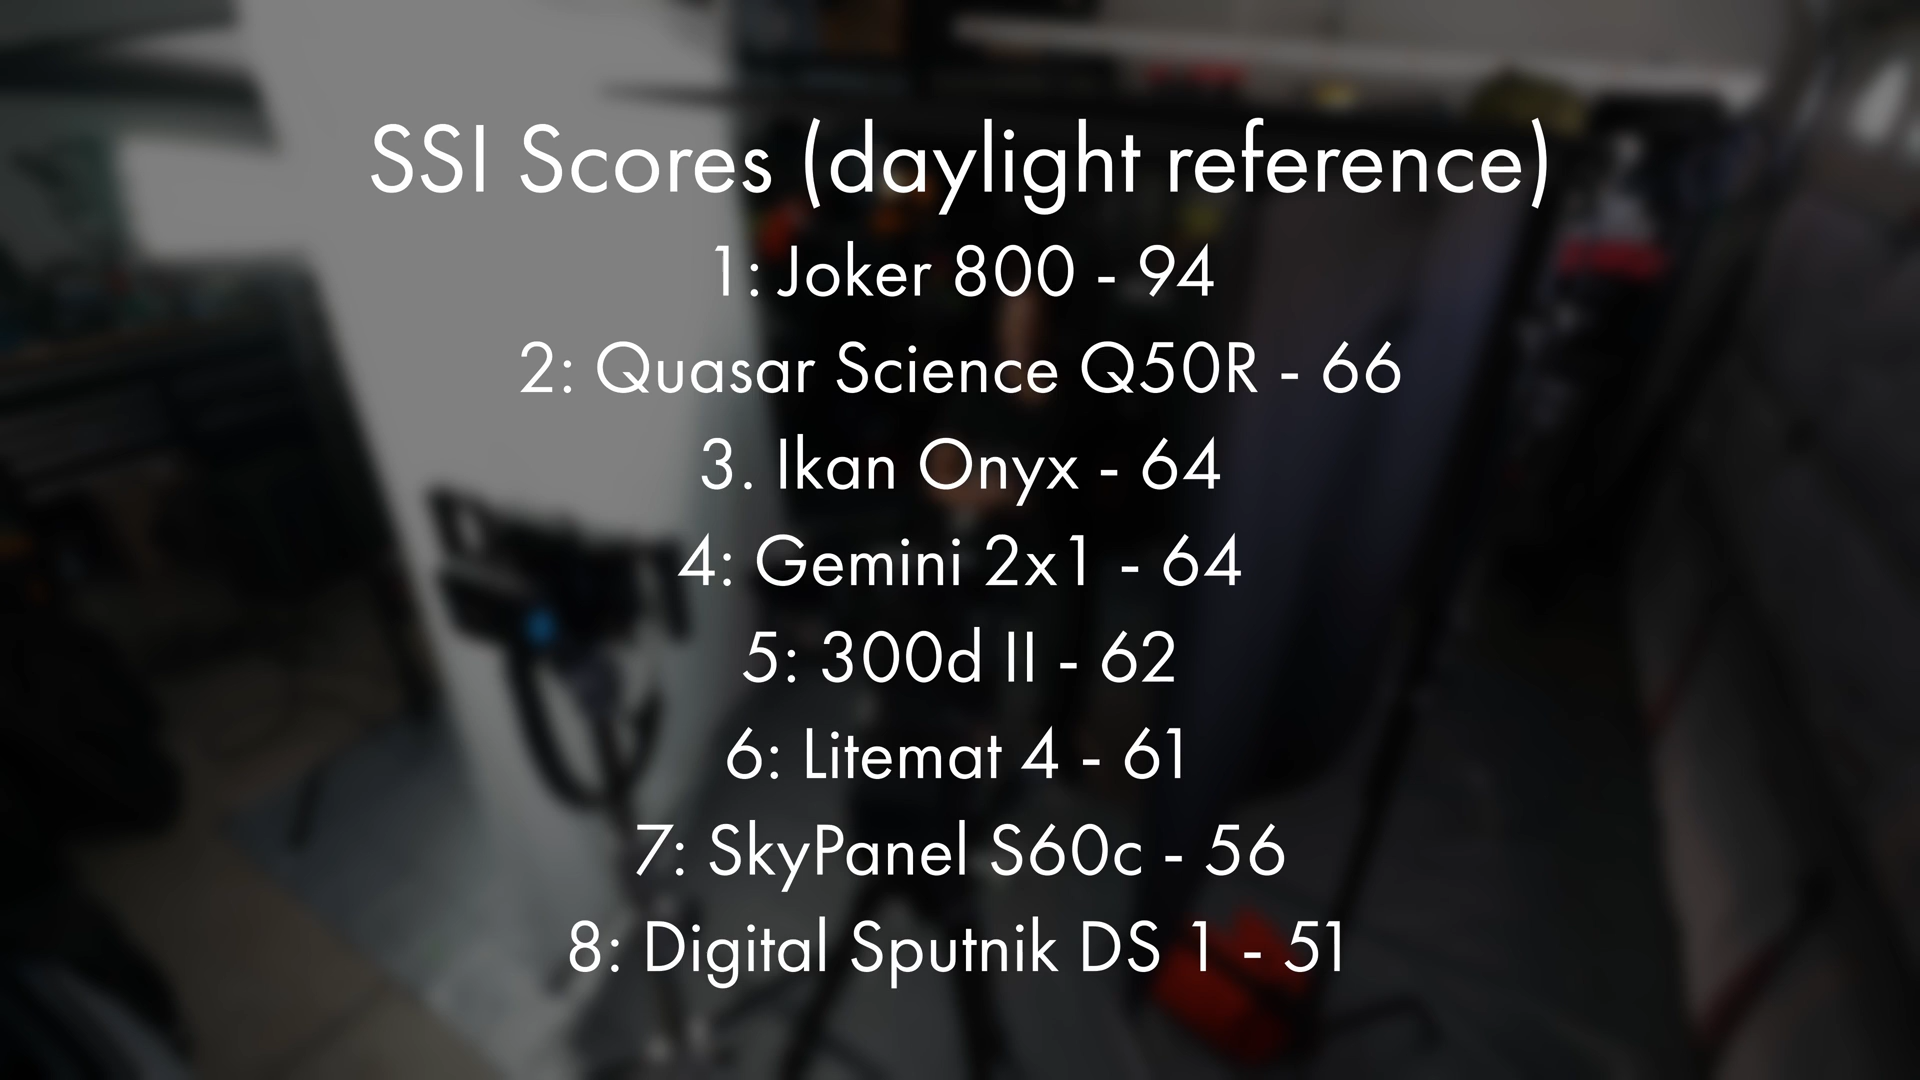 SSI Scores (daylight reference)
1: Joker 800 - 94
2: Quasar Science Q50R - 66
3. Ikan Onyx - 64
4: Gemini 2x1 - 64
5: 300d II - 62
6: Litemat 4 - 61
7: SkyPanel S60c - 56
8: Digital Sputnik DS 1 - 51